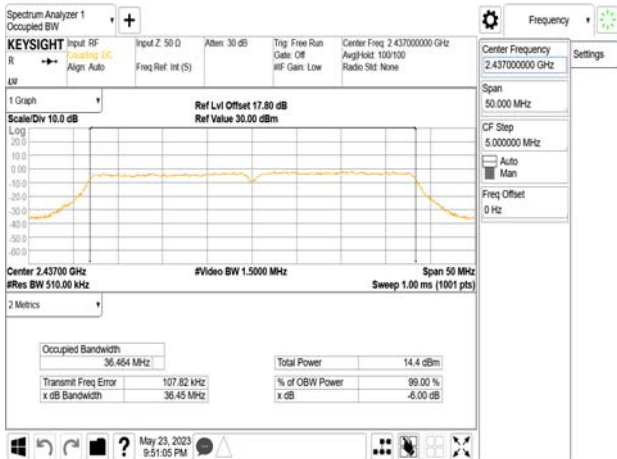 Spectrum Analyzer 1
Occupied BW
Frequency
KEYSIGHT
R
Input: RF
Coupling: DC
Align: Auto
Input Z: 50 Ω
Freq Ref: Int (S)
Atten: 30 dB
Trig: Free Run
Gate: Off
#IF Gain: Low
Center Freq: 2.437000000 GHz
Avg|Hold: 100/100
Radio Std: None
Center Frequency
2.437000000 GHz
Settings
Span
50.000 MHz
CF Step
5.000000 MHz
Auto
Man
Freq Offset
0 Hz
1 Graph
Scale/Div 10.0 dB
Ref Lvl Offset 17.80 dB
Ref Value 30.00 dBm
Log
20.0
10.0
0.00
-10.0
-20.0
-30.0
-40.0
-50.0
-60.0
Center 2.43700 GHz
#Res BW 510.00 kHz
#Video BW 1.5000 MHz
Span 50 MHz
Sweep 1.00 ms (1001 pts)
2 Metrics
Occupied Bandwidth
36.464 MHz
Total Power 14.4 dBm
Transmit Freq Error 107.82 kHz
% of OBW Power 99.00 %
x dB Bandwidth 36.45 MHz
x dB -6.00 dB
May 23, 2023
9:51:05 PM